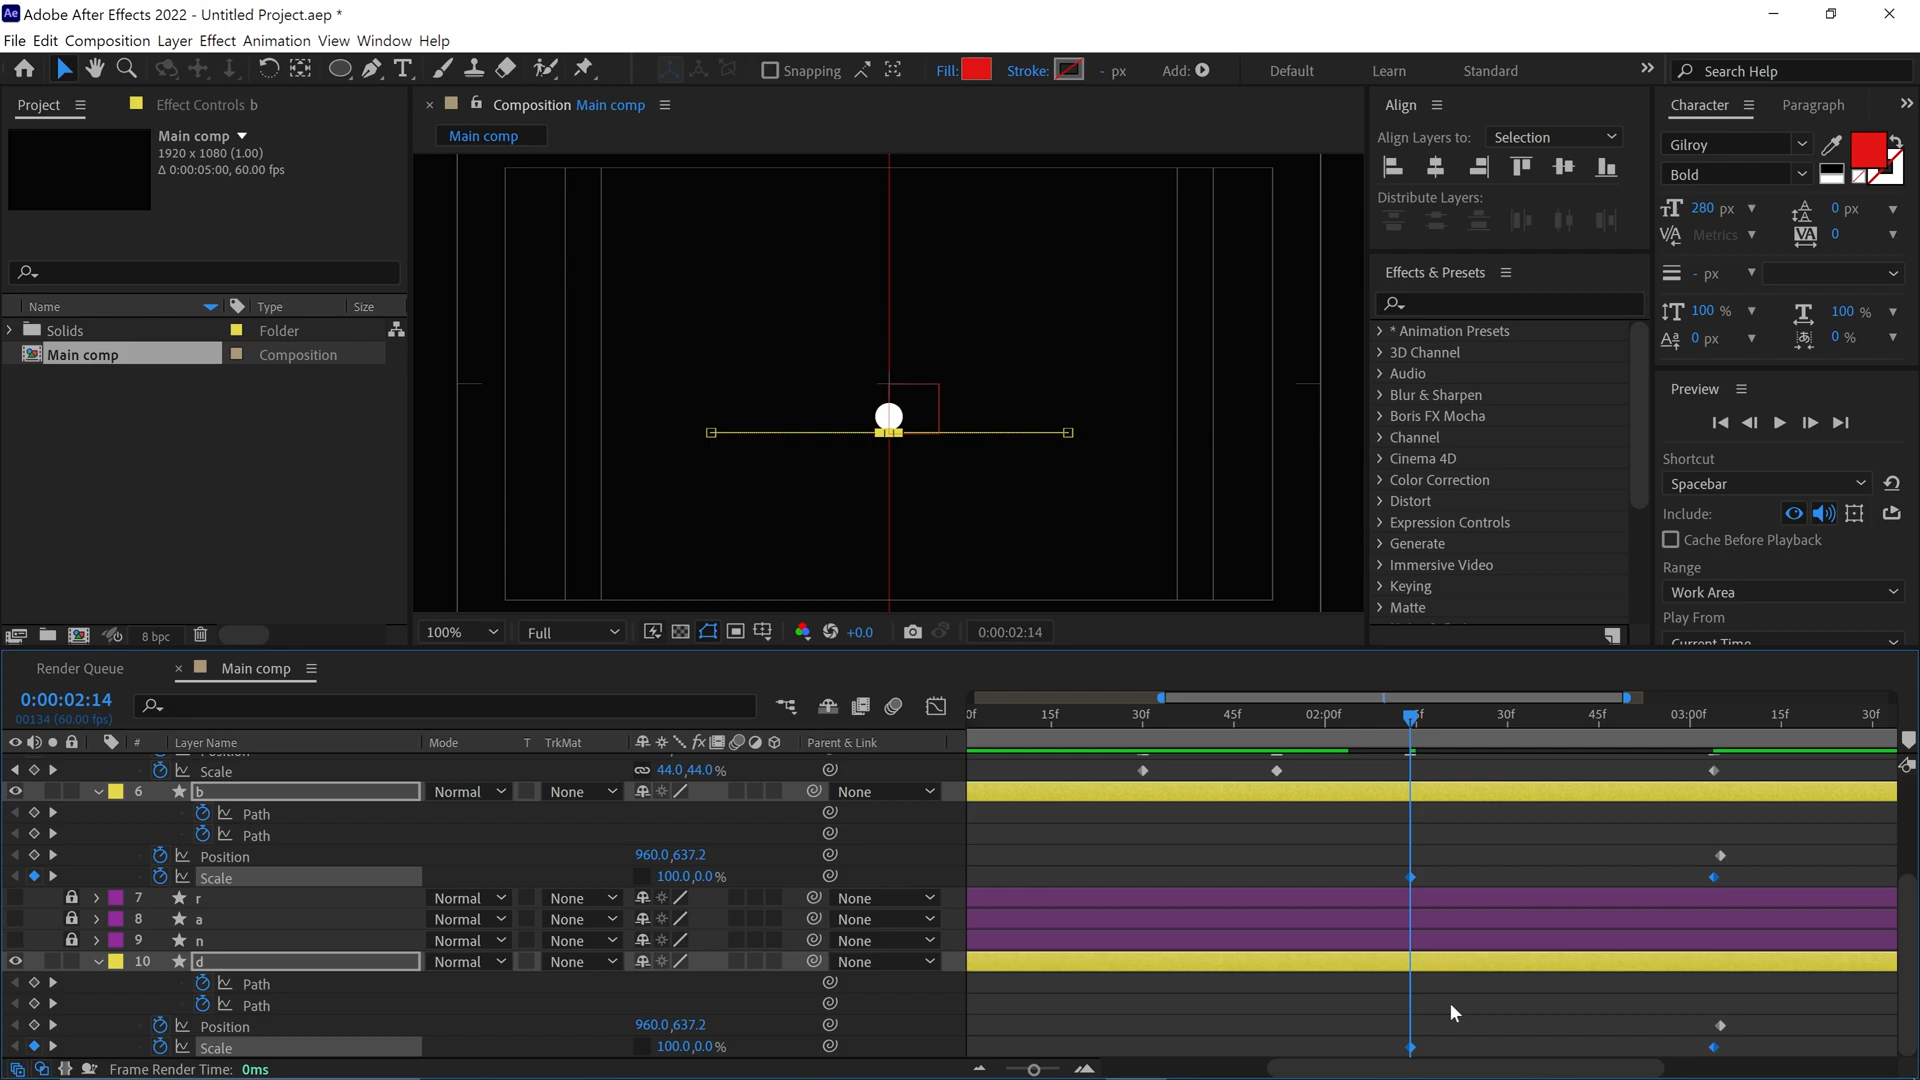 Ae Adobe After Effects 2022 - Untitled Project.aep *
File Edit Composition Layer Effect Animation View Window Help
Snapping Fill: Stroke: - px Add: Default Learn Standard Search Help
Project Effect Controls b
Main comp
1920 x 1080 (1.00)
Δ 0:00:05:00, 60.00 fps
Name Type Size
Solids Folder
Main comp Composition
8 bpc
Composition Main comp
Main comp
100% Full +0.0 0:00:02:14
Align
Align Layers to: Selection
Distribute Layers:
Effects & Presets
* Animation Presets
3D Channel
Audio
Blur & Sharpen
Boris FX Mocha
Channel
Cinema 4D
Color Correction
Distort
Expression Controls
Generate
Immersive Video
Keying
Matte
Character Paragraph
Gilroy
Bold
280 px 0 px
Metrics 0
- px
100 % 100 %
0 px 0 %
Preview
Shortcut
Spacebar
Include:
Cache Before Playback
Range
Work Area
Play From
Current Time
Render Queue Main comp
0:00:02:14
00134 (60.00 fps)
0f 15f 30f 45f 02:00f 5f 30f 45f 03:00f 15f 30f
# Layer Name Mode T TrkMat fx Parent & Link
Scale 44.0,44.0%
6 b Normal None None
Path
Path
Position 960.0,637.2
Scale 100.0,0.0%
7 r Normal None None
8 a Normal None None
9 n Normal None None
10 d Normal None None
Path
Path
Position 960.0,637.2
Scale 100.0,0.0%
Frame Render Time: 0ms